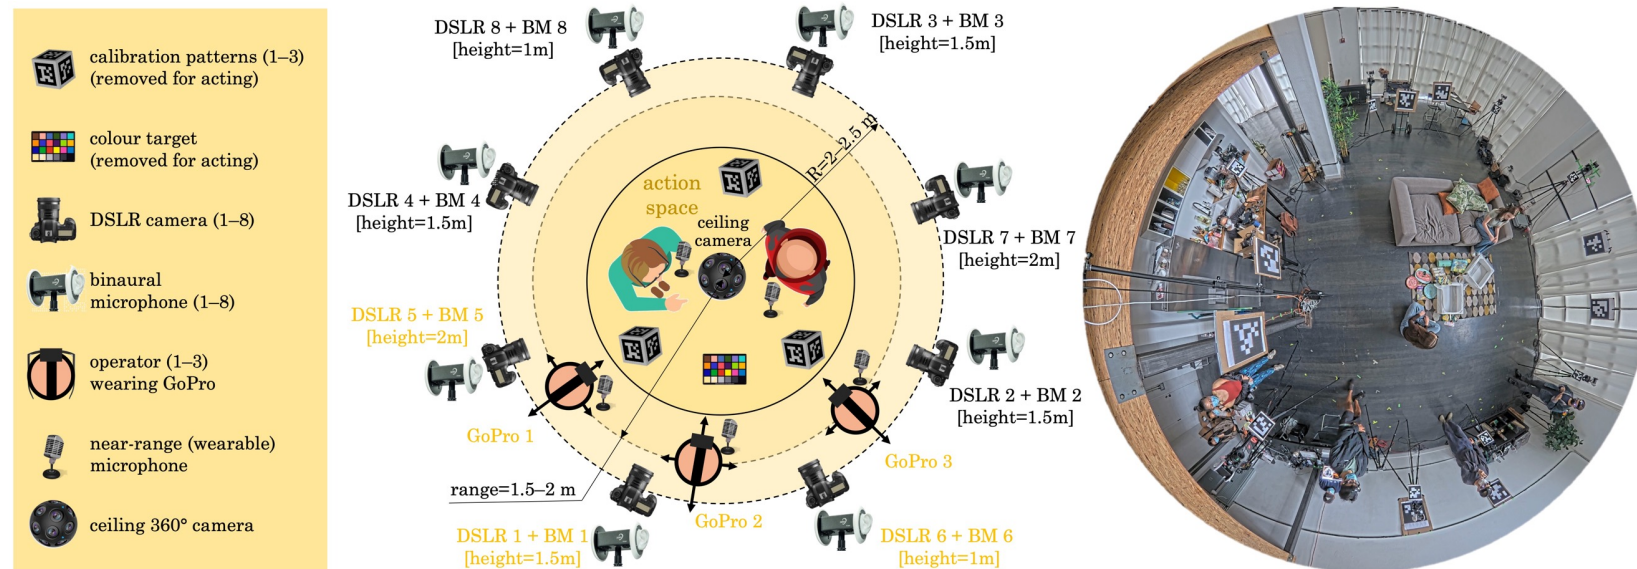 calibration patterns (1–3)
(removed for acting)
colour target
(removed for acting)
DSLR camera (1–8)
binaural
microphone (1–8)
operator (1–3)
wearing GoPro
near-range (wearable)
microphone
ceiling 360° camera
DSLR 8 + BM 8
[height=1m]
DSLR 3 + BM 3
[height=1.5m]
R=2–2.5 m
DSLR 4 + BM 4
[height=1.5m]
action
space
ceiling
camera
DSLR 7 + BM 7
[height=2m]
DSLR 5 + BM 5
[height=2m]
DSLR 2 + BM 2
[height=1.5m]
GoPro 1
GoPro 3
range=1.5–2 m
GoPro 2
DSLR 1 + BM 1
[height=1.5m]
DSLR 6 + BM 6
[height=1m]